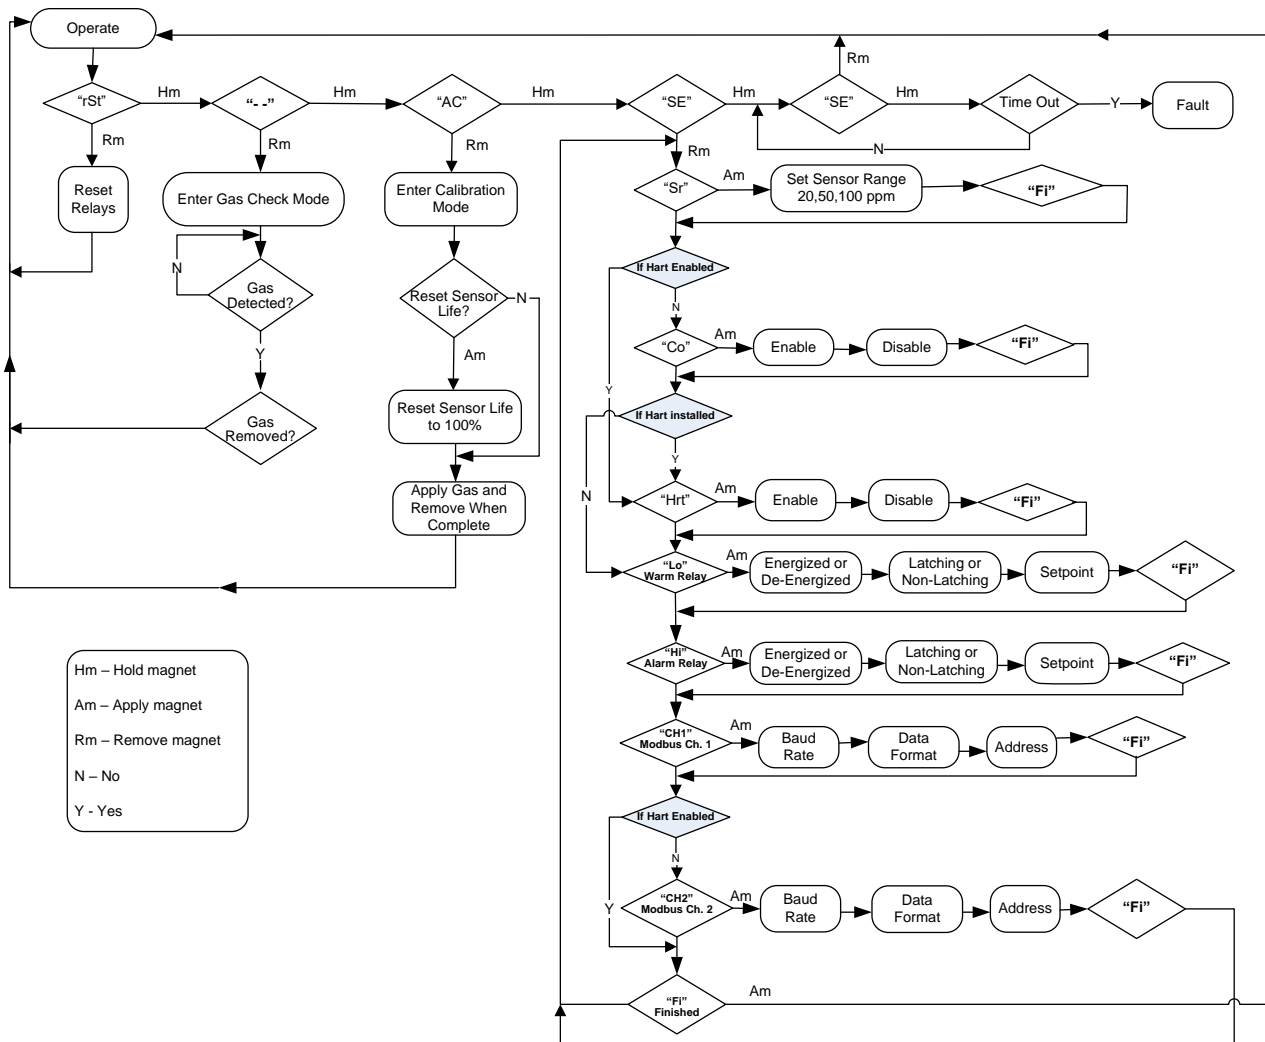 Operate
Rm
"rSt"
Hm
"- -"
Hm
"AC"
Hm
"SE"
Hm
"SE"
Hm
Time Out
Y
Fault
N
Rm
Rm
Rm
Rm
Reset
Relays
Enter Gas Check Mode
Enter Calibration
Mode
"Sr"
Am
Set Sensor Range
20,50,100 ppm
"Fi"
N
Gas
Detected?
Y
Gas
Removed?
Reset Sensor
Life?
N
Am
Reset Sensor Life
to 100%
Apply Gas and
Remove When
Complete
If Hart Enabled
N
Y
"Co"
Am
Enable
Disable
"Fi"
If Hart installed
Y
N
"Hrt"
Am
Enable
Disable
"Fi"
"Lo"
Warm Relay
Am
Energized or
De-Energized
Latching or
Non-Latching
Setpoint
"Fi"
"Hi"
Alarm Relay
Am
Energized or
De-Energized
Latching or
Non-Latching
Setpoint
"Fi"
"CH1"
Modbus Ch. 1
Am
Baud
Rate
Data
Format
Address
"Fi"
If Hart Enabled
N
Y
"CH2"
Modbus Ch. 2
Am
Baud
Rate
Data
Format
Address
"Fi"
"Fi"
Finished
Am
Hm – Hold magnet
Am – Apply magnet
Rm – Remove magnet
N – No
Y - Yes